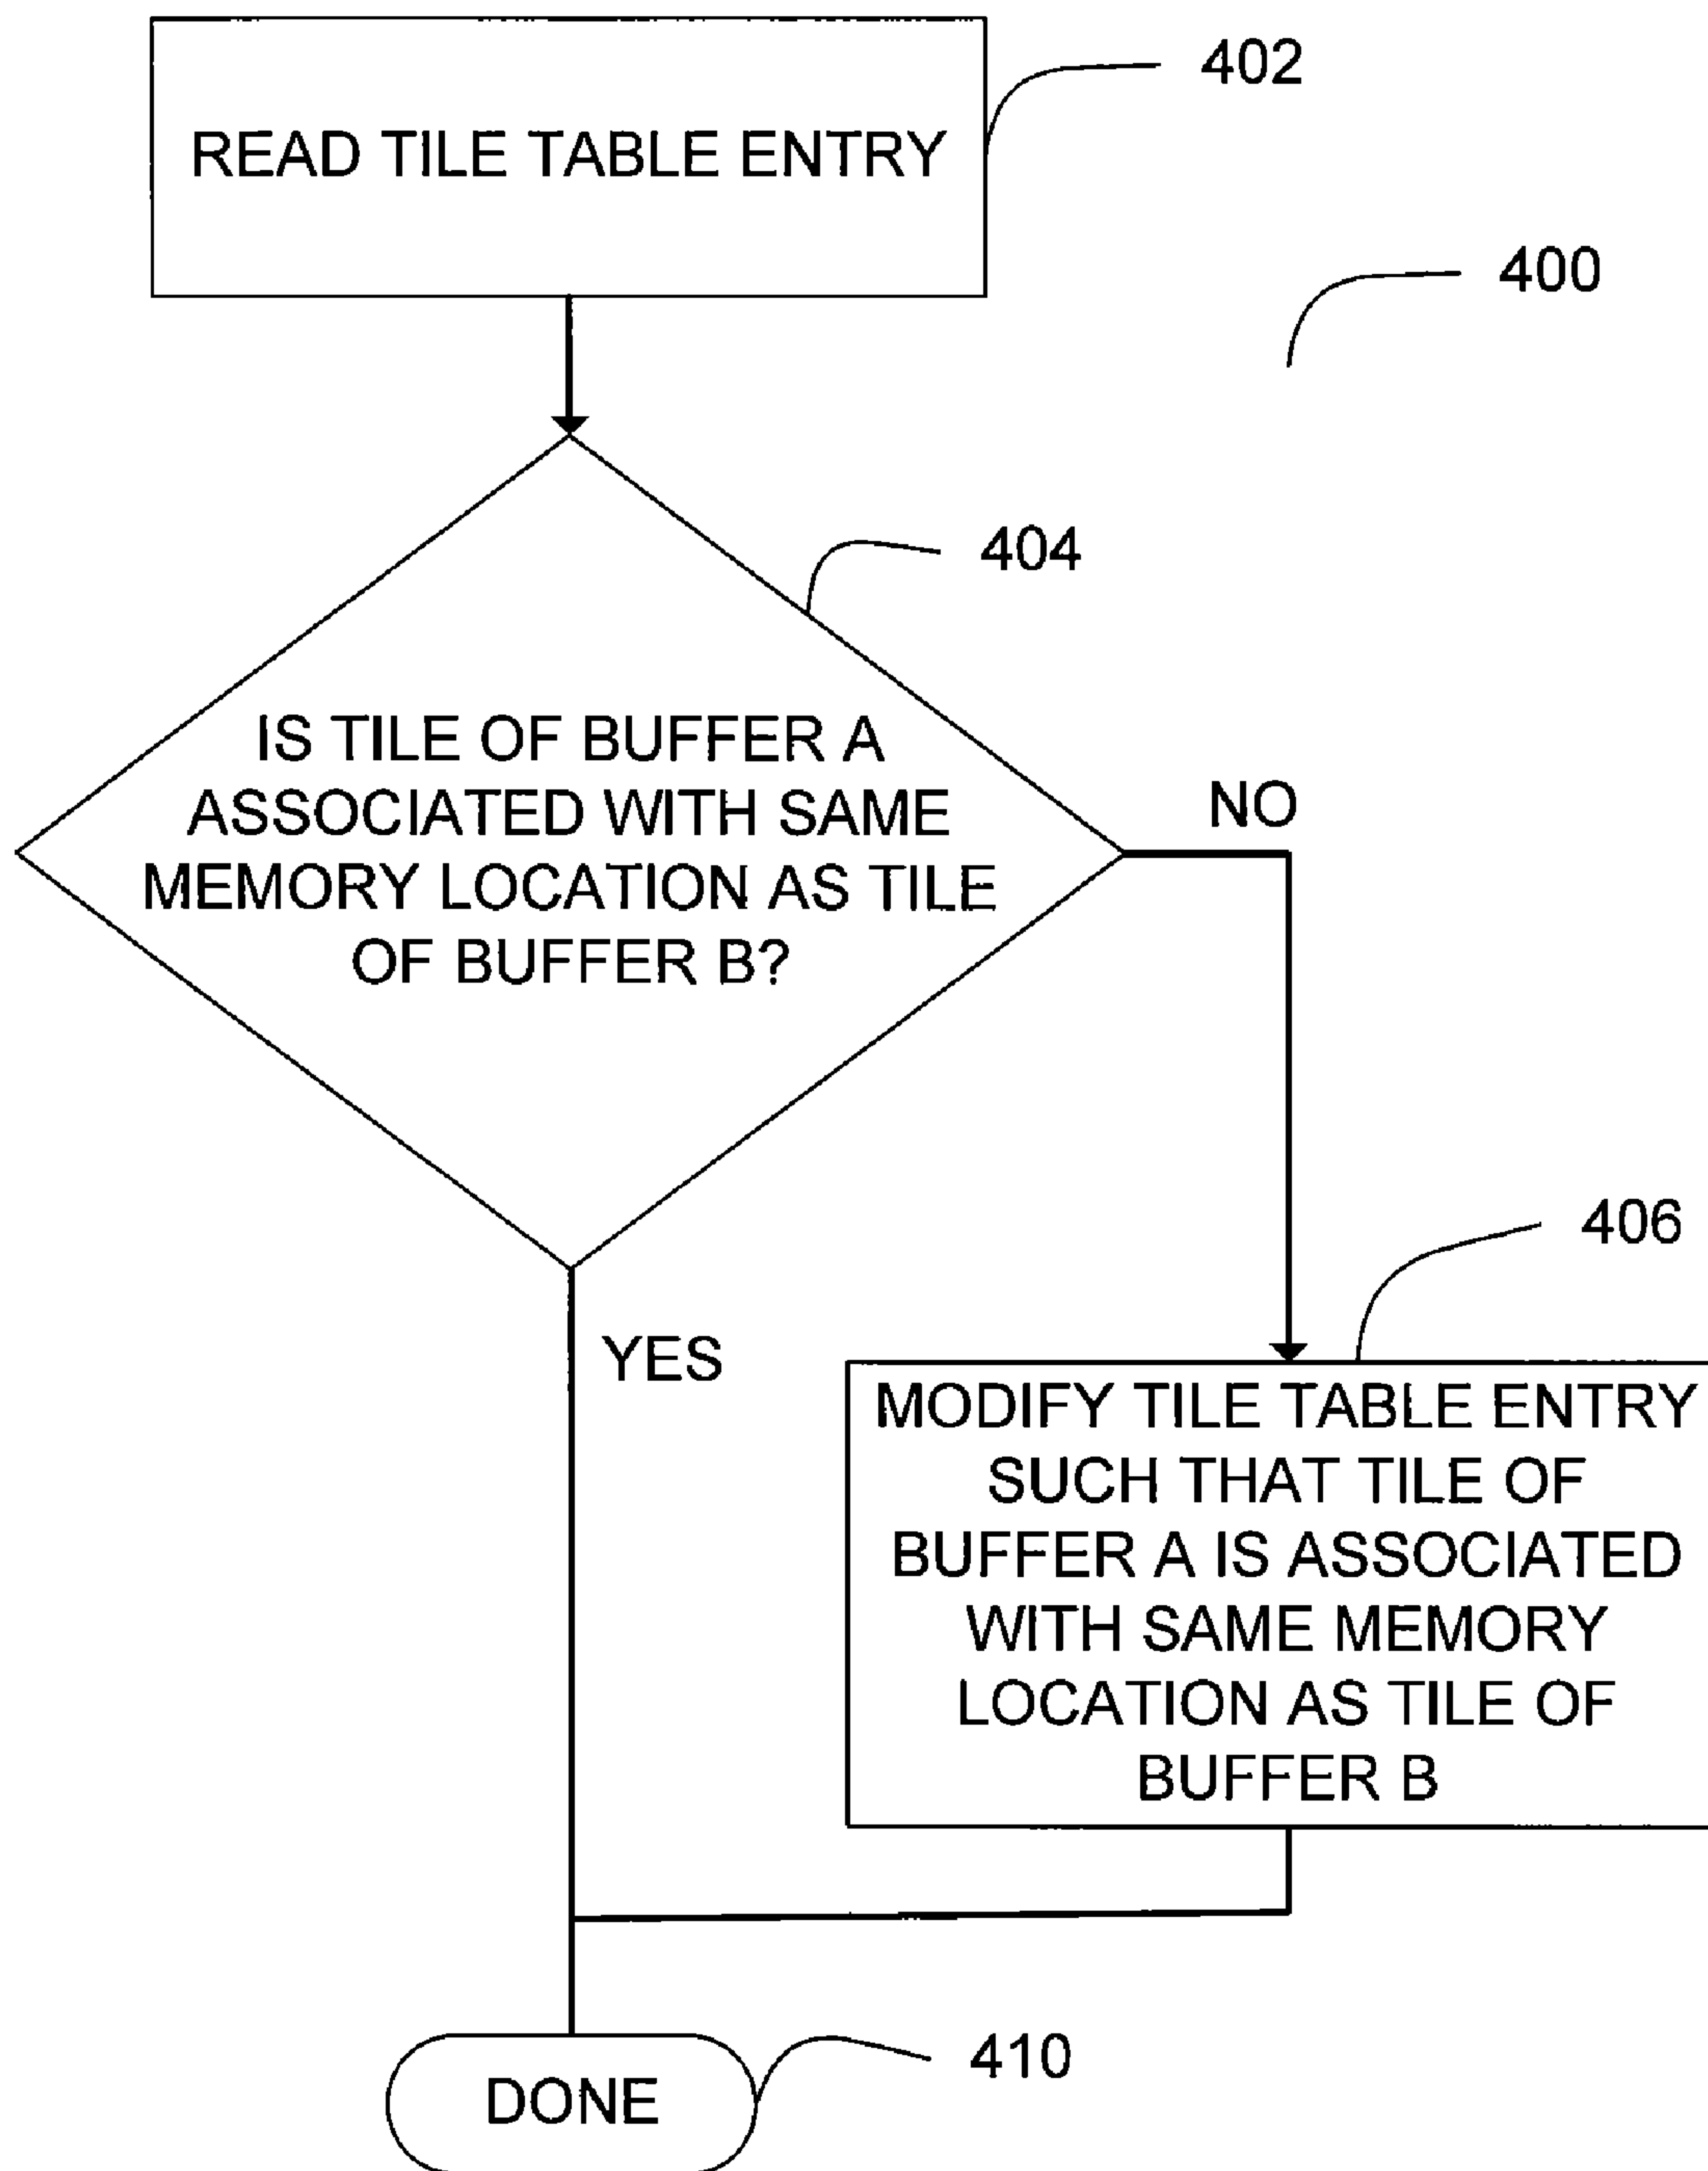 READ TILE TABLE ENTRY
402
400
404
IS TILE OF BUFFER A
ASSOCIATED WITH SAME
MEMORY LOCATION AS TILE
OF BUFFER B?
NO
YES
406
MODIFY TILE TABLE ENTRY
SUCH THAT TILE OF
BUFFER A IS ASSOCIATED
WITH SAME MEMORY
LOCATION AS TILE OF
BUFFER B
DONE
410